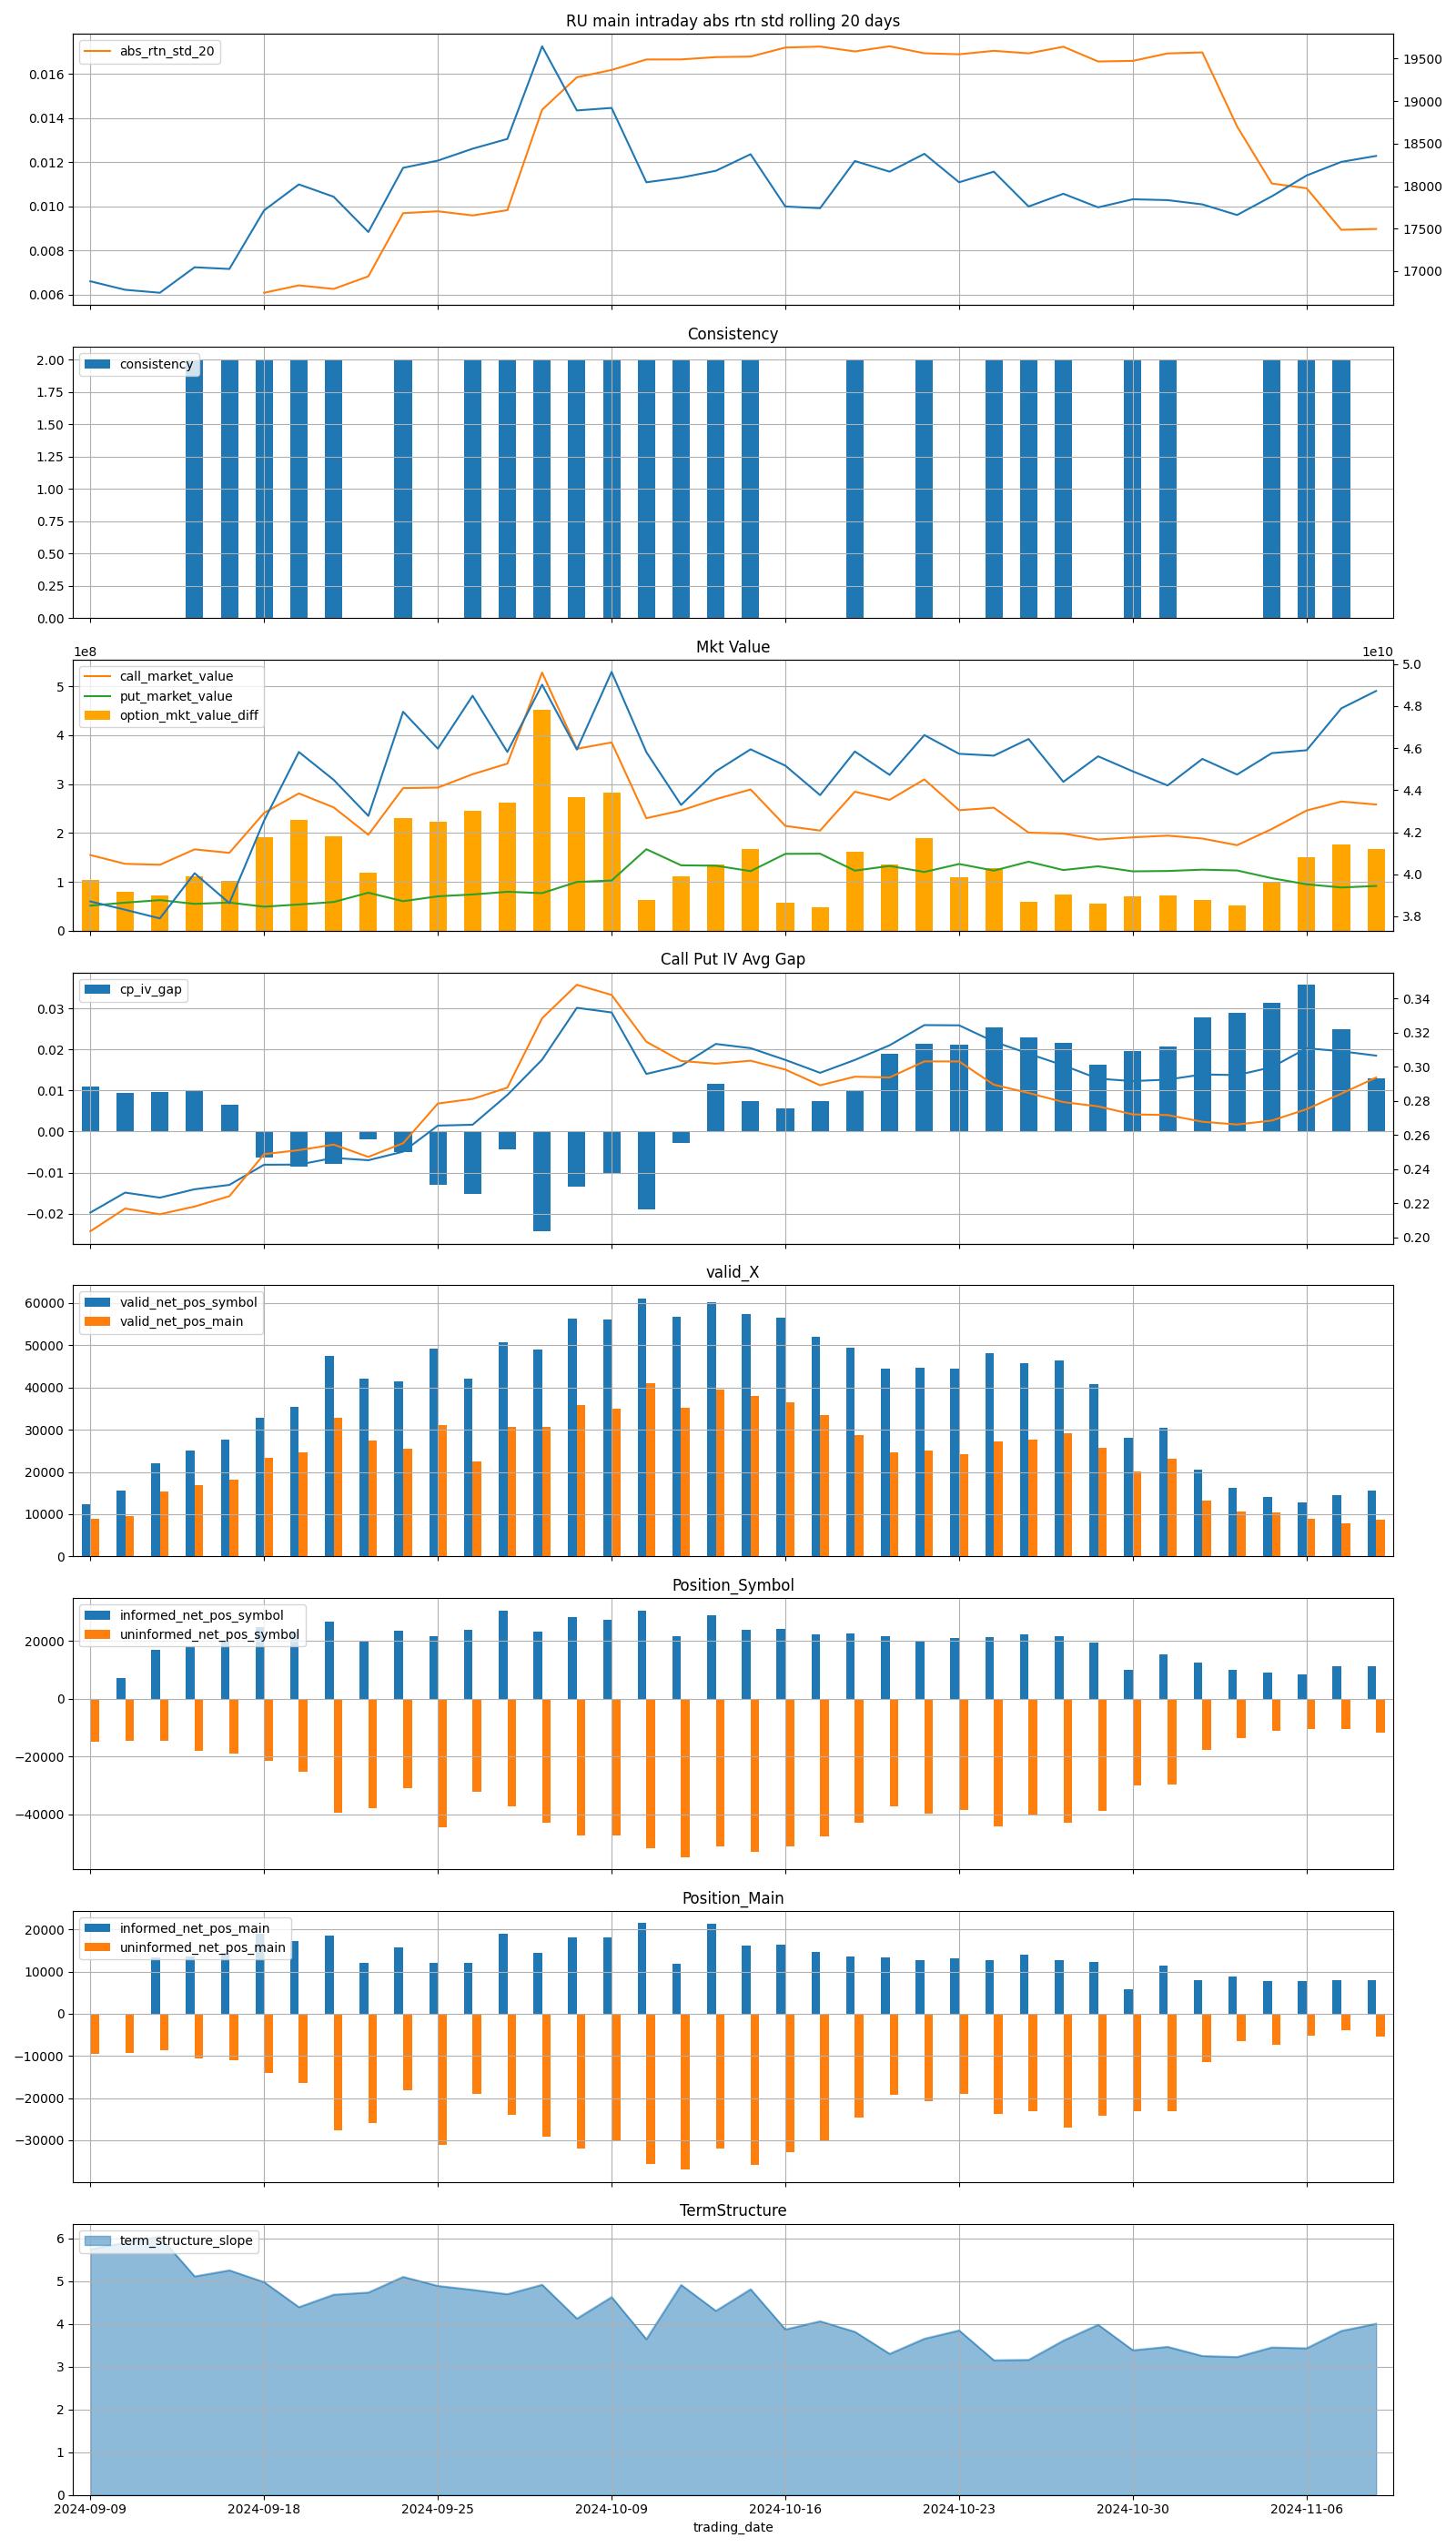 RU main intraday abs rtn std rolling 20 days
abs_rtn_std_20
0.016
0.014
0.012
0.010
0.008
0.006
19500
19000
18500
18000
17500
17000
Consistency
consistency
2.00
1.75
1.50
1.25
1.00
0.75
0.50
0.25
0.00
Mkt Value
1e8
1e10
call_market_value
put_market_value
option_mkt_value_diff
5
4
3
2
1
0
5.0
4.8
4.6
4.4
4.2
4.0
3.8
Call Put IV Avg Gap
cp_iv_gap
0.03
0.02
0.01
0.00
−0.01
−0.02
0.34
0.32
0.30
0.28
0.26
0.24
0.22
0.20
valid_X
valid_net_pos_symbol
valid_net_pos_main
60000
50000
40000
30000
20000
10000
0
Position_Symbol
informed_net_pos_symbol
uninformed_net_pos_symbol
20000
0
−20000
−40000
Position_Main
informed_net_pos_main
uninformed_net_pos_main
20000
10000
0
−10000
−20000
−30000
TermStructure
term_structure_slope
6
5
4
3
2
1
0
2024-09-09 2024-09-18 2024-09-25 2024-10-09 2024-10-16 2024-10-23 2024-10-30 2024-11-06
trading_date